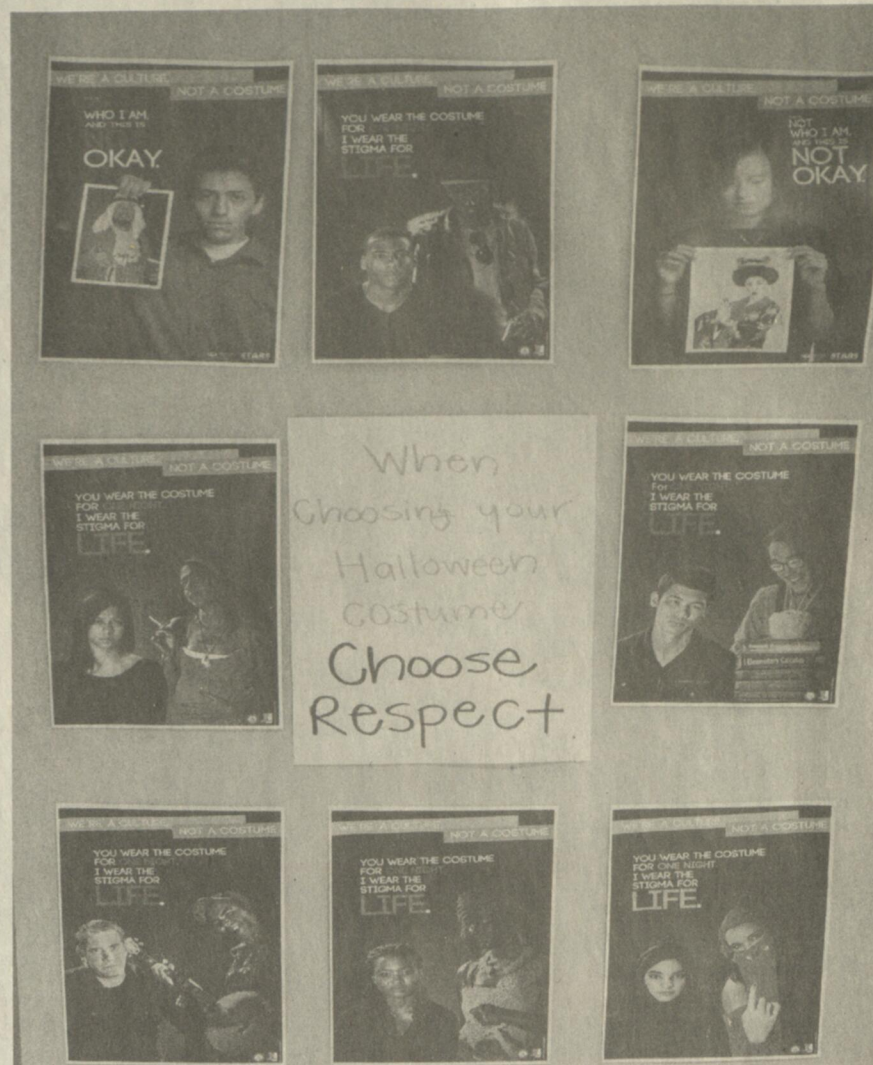 WE'RE A CULTURE
NOT A COSTUME
WHO I AM.
AND THIS IS
OKAY.
STARS
WE'RE A CULTURE
NOT A COSTUME
YOU WEAR THE COSTUME
FOR
I WEAR THE
STIGMA FOR
LIFE.
WE'RE A CULTURE
NOT A COSTUME
NOT
WHO I AM.
AND THIS IS
NOT
OKAY
STARS
WE'RE A CULTURE
NOT A COSTUME
YOU WEAR THE COSTUME
FOR NIGHT
I WEAR THE
STIGMA FOR
LIFE.
When
Choosing your
Halloween
costume
Choose
Respect
WE'RE A CULTURE
NOT A COSTUME
YOU WEAR THE COSTUME
For
I WEAR THE
STIGMA FOR
LIFE.
WE'RE A CULTURE
NOT A COSTUME
YOU WEAR THE COSTUME
FOR ONE NIGHT
I WEAR THE
STIGMA FOR
LIFE.
WE'RE A CULTURE
NOT A COSTUME
YOU WEAR THE COSTUME
FOR NIGHT
I WEAR THE
STIGMA FOR
LIFE.
WE'RE A CULTURE
NOT A COSTUME
YOU WEAR THE COSTUME
FOR ONE NIGHT
I WEAR THE
STIGMA FOR
LIFE.